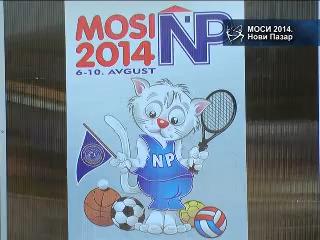 MOSI
2014
NP
6-10. AVGUST
NP
МОСИ 2014.
Нови Пазар